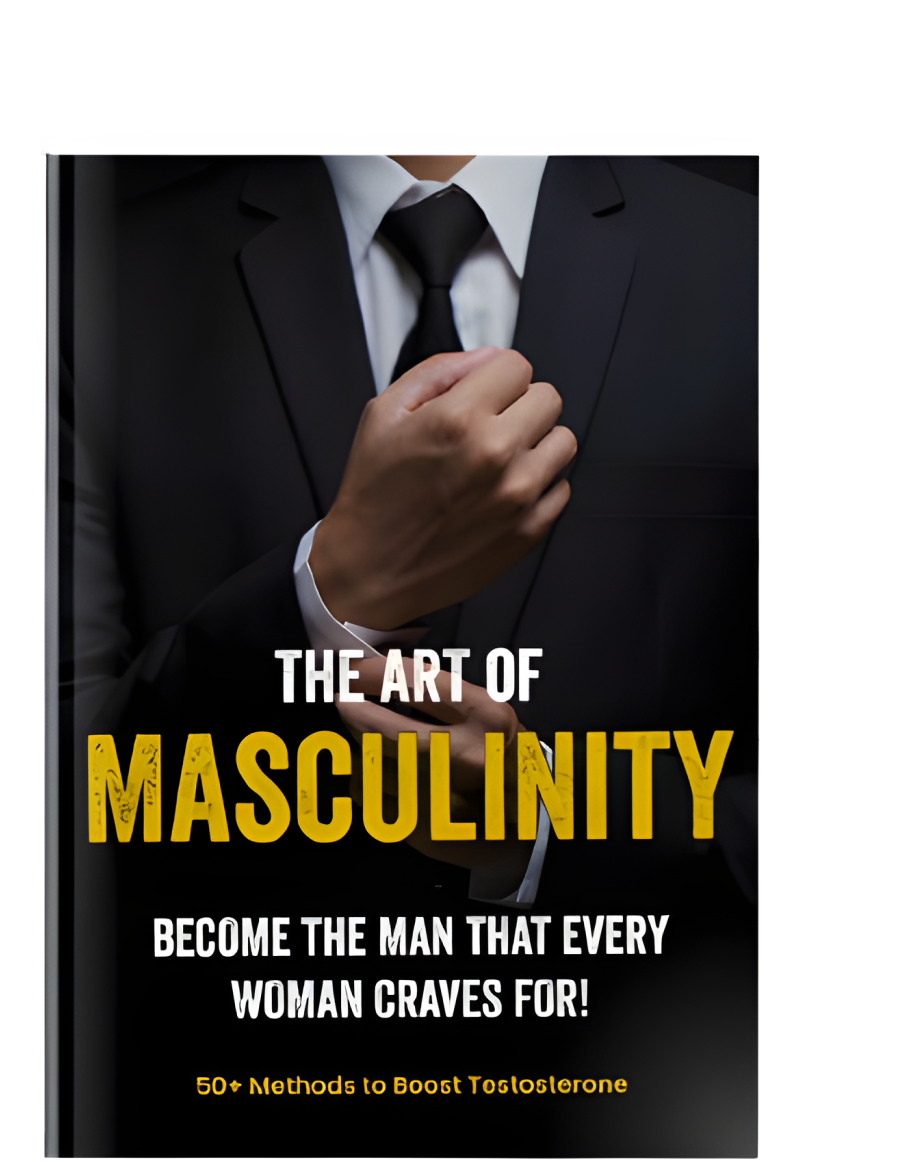 THE ART OF
MASCULINITY
BECOME THE MAN THAT EVERY
WOMAN CRAVES FOR!
50+ Methods to Boost Testosterone